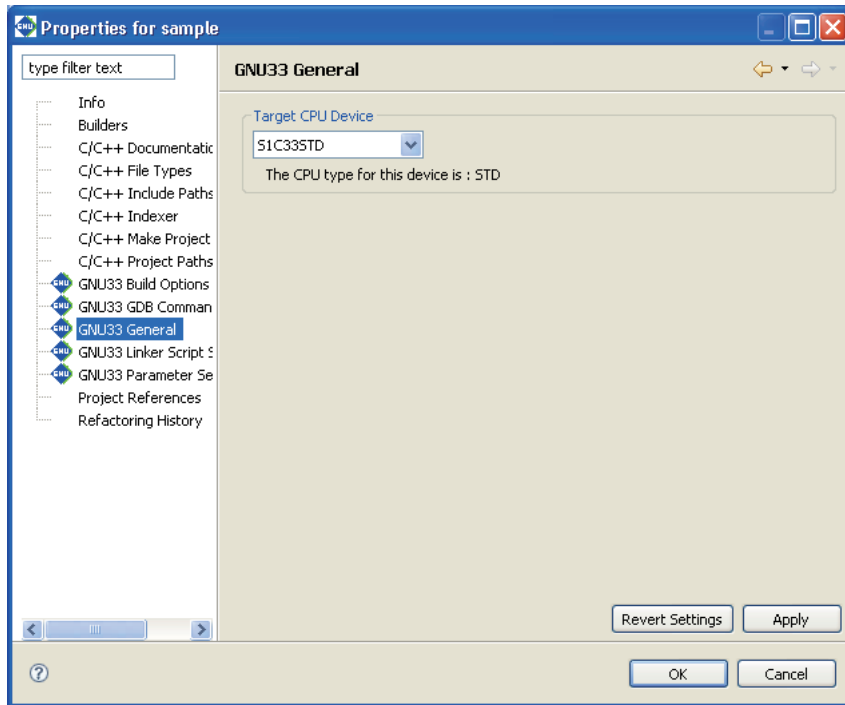 Properties for sample
type filter text
Info
Builders
C/C++ Documentatic
C/C++ File Types
C/C++ Include Paths
C/C++ Indexer
C/C++ Make Project
C/C++ Project Paths
GNU33 Build Options
GNU33 GDB Comman
GNU33 General
GNU33 Linker Script S
GNU33 Parameter Se
Project References
Refactoring History
GNU33 General
Target CPU Device
S1C33STD
The CPU type for this device is : STD
Revert Settings Apply
OK Cancel